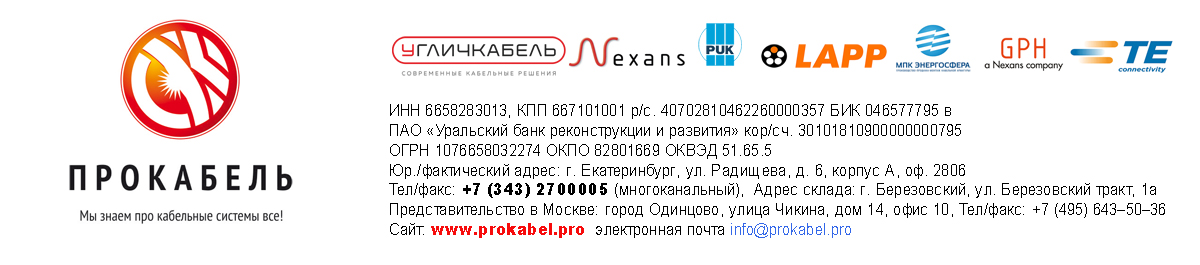 ПРОКАБЕЛЬ
Мы знаем про кабельные системы все!
УГЛИЧКАБЕЛЬ
СОВРЕМЕННЫЕ КАБЕЛЬНЫЕ РЕШЕНИЯ
Nexans
PUK
LAPP
МПК ЭНЕРГОСФЕРА
GPH
a Nexans company
TE
connectivity
ИНН 6658283013, КПП 667101001 р/с. 40702810462260000357 БИК 046577795 в
ПАО «Уральский банк реконструкции и развития» кор/сч. 30101810900000000795
ОГРН 1076658032274 ОКПО 82801669 ОКВЭД 51.65.5
Юр./фактический адрес: г. Екатеринбург, ул. Радищева, д. 6, корпус А, оф. 2806
Тел/факс: +7 (343) 2700005 (многоканальный), Адрес склада: г. Березовский, ул. Березовский тракт, 1а
Представительство в Москве: город Одинцово, улица Чикина, дом 14, офис 10, Тел/факс: +7 (495) 643–50–36
Сайт: www.prokabel.pro электронная почта info@prokabel.pro